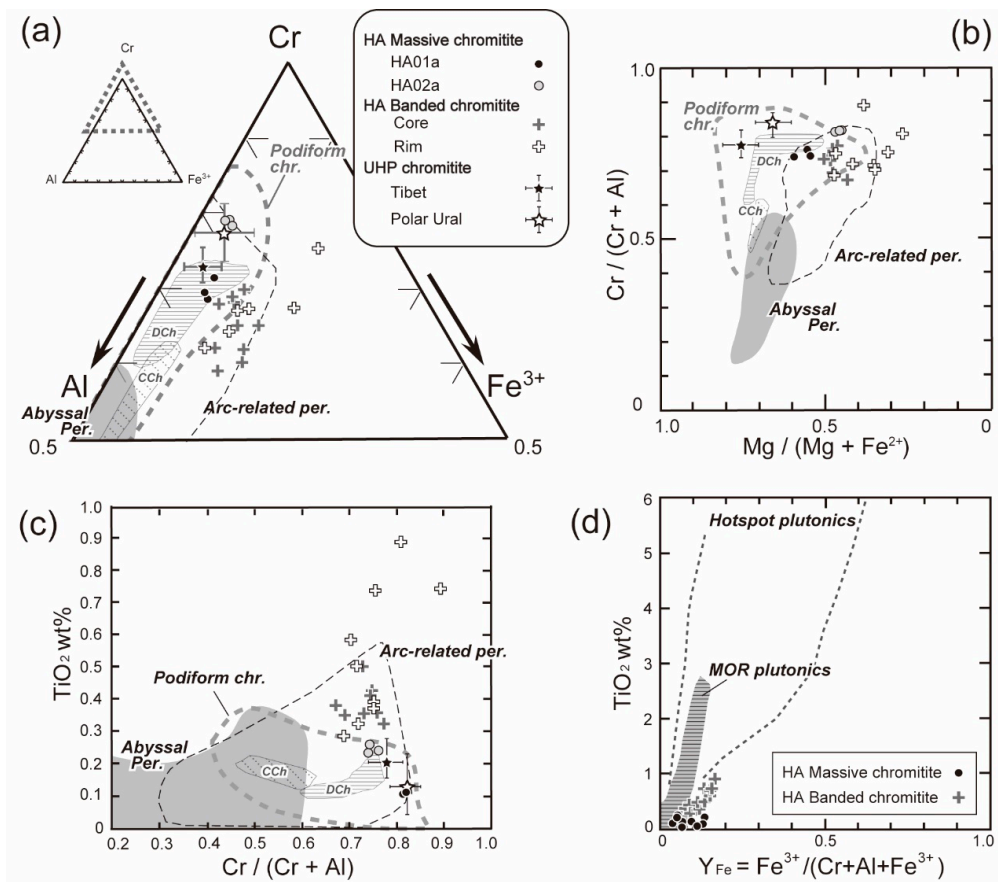 (a)
Cr
Al
Fe3+
Cr
Podiform
chr.
DCh
CCh
Al
Abyssal
Per.
Arc-related per.
Fe3+
0.5
0.5
HA Massive chromitite
HA01a
HA02a
HA Banded chromitite
Core
Rim
UHP chromitite
Tibet
Polar Ural
(b)
1.0
0
Cr / (Cr + Al)
Podiform
chr.
DCh
CCh
Arc-related per.
Abyssal
Per.
1.0
0.5
0
Mg / (Mg + Fe2+)
(c)
1.0
0.9
0.8
0.7
0.6
0.5
0.4
0.3
0.2
0.1
0
TiO2 wt%
Podiform chr.
Arc-related per.
Abyssal
Per.
CCh
DCh
0.2
0.3
0.4
0.5
0.6
0.7
0.8
0.9
1.0
Cr / (Cr + Al)
(d)
6
5
4
3
2
1
0
TiO2 wt%
Hotspot plutonics
MOR plutonics
HA Massive chromitite
HA Banded chromitite
0.0
0.5
1.0
YFe = Fe3+/(Cr+Al+Fe3+)